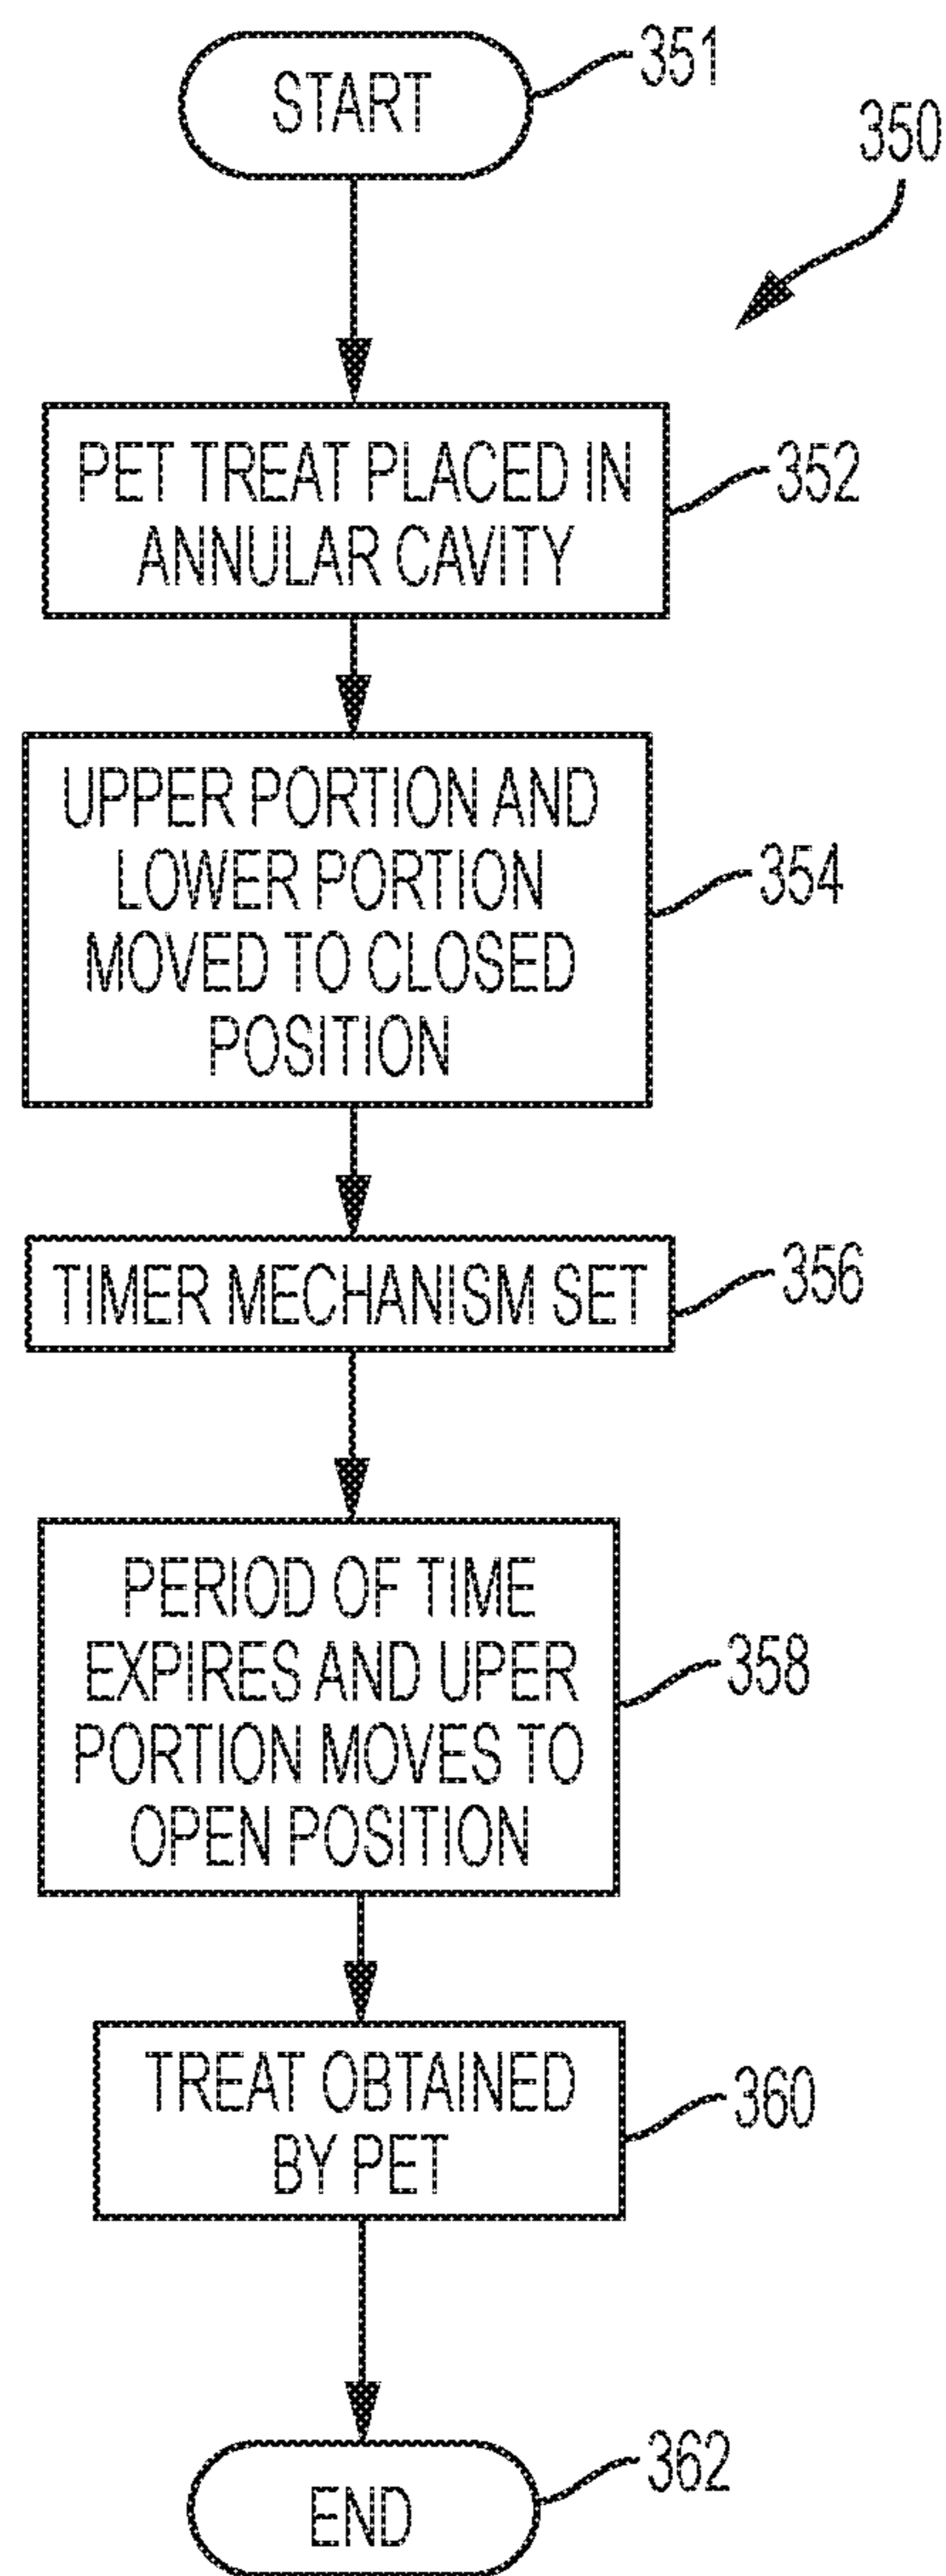 START
351
350
PET TREAT PLACED IN
ANNULAR CAVITY
352
UPPER PORTION AND
LOWER PORTION
MOVED TO CLOSED
POSITION
354
TIMER MECHANISM SET
356
PERIOD OF TIME
EXPIRES AND UPER
PORTION MOVES TO
OPEN POSITION
358
TREAT OBTAINED
BY PET
360
END
362